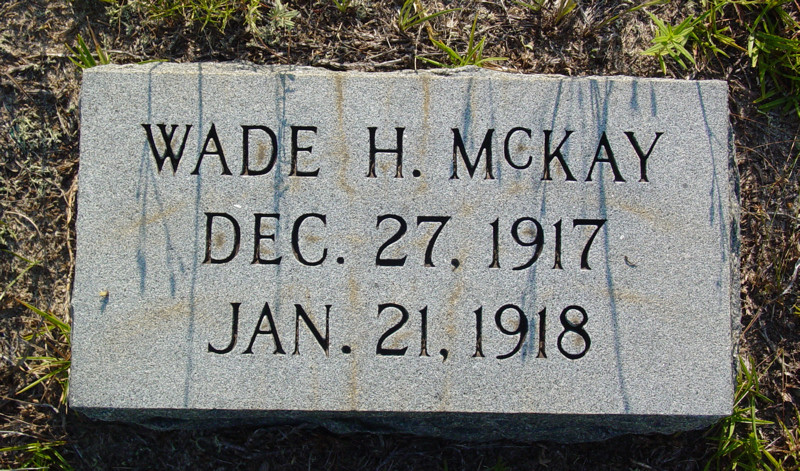 WADE H. McKAY
DEC. 27, 1917
JAN. 21, 1918